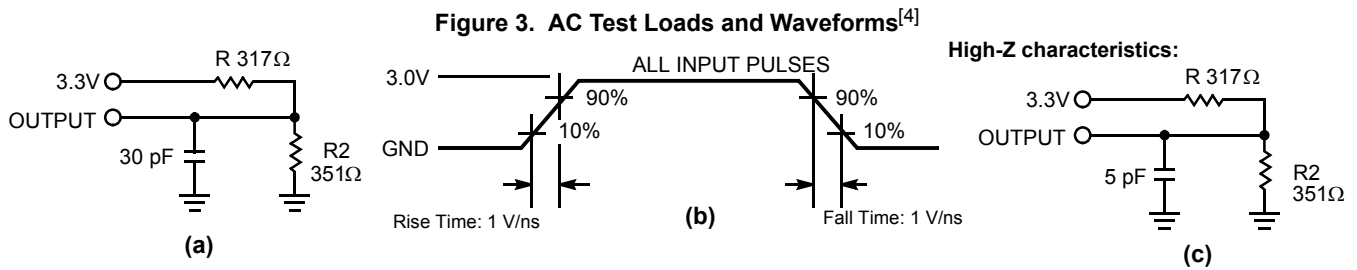 Figure 3. AC Test Loads and Waveforms[4]
R 317Ω
3.3V
OUTPUT
30 pF
R2
351Ω
(a)
ALL INPUT PULSES
3.0V
90%
90%
10%
10%
GND
Rise Time: 1 V/ns
(b)
Fall Time: 1 V/ns
High-Z characteristics:
R 317Ω
3.3V
OUTPUT
5 pF
R2
351Ω
(c)